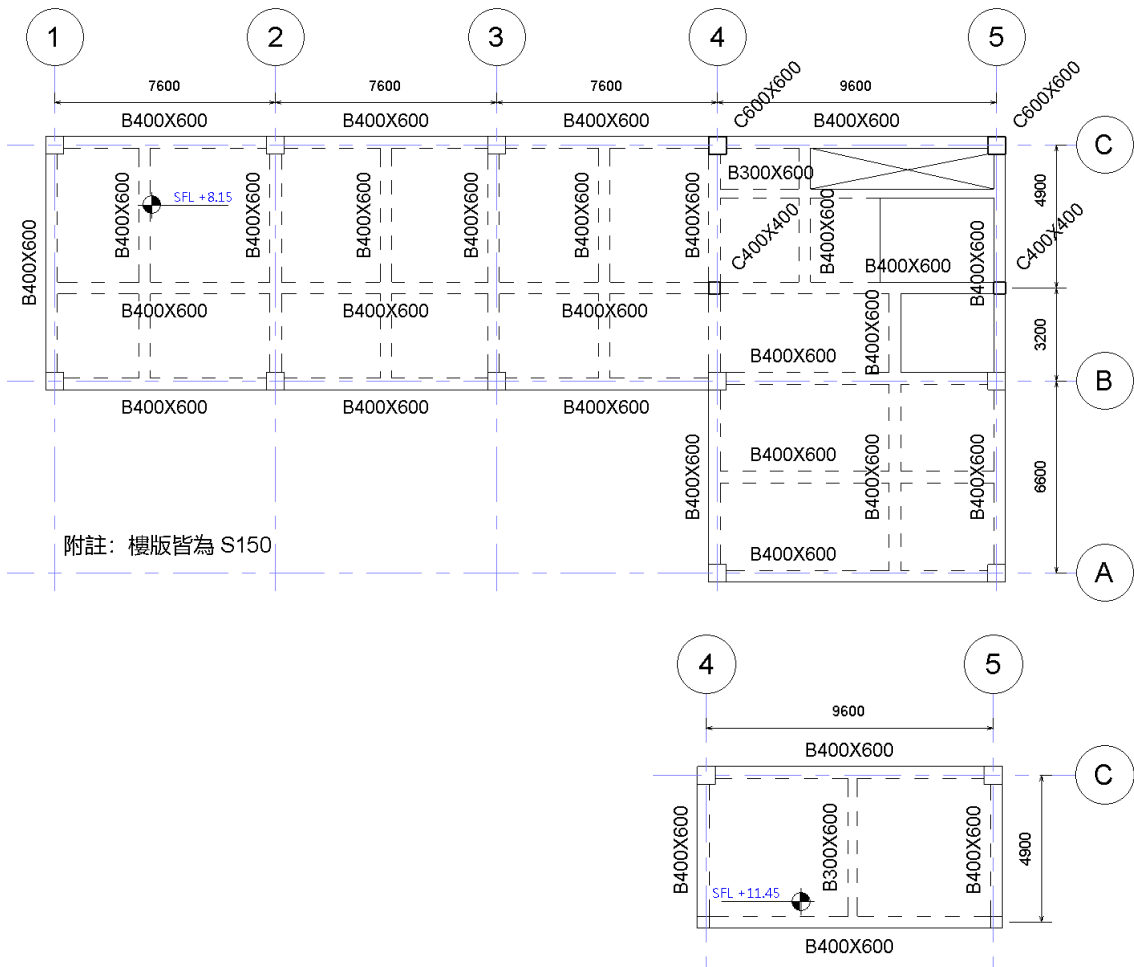 1 2 3 4 5
7600 7600 7600 9600
C600X600 C600X600
B400X600 B400X600 B400X600 B400X600
C
B300X600
4900
SFL +8.15
B400X600 B400X600 B400X600 B400X600 B400X600 B400X600 B400X600
C400X400 B400X600 C400X400
B400X600
B400X600
B400X600 B400X600 B400X600
B400X600
3200
B400X600
B
B400X600 B400X600 B400X600
B400X600
B400X600 B400X600 B400X600
6600
附註：樓版皆為 S150
B400X600
A
4 5
9600
B400X600
C
B400X600 B300X600 B400X600
4900
SFL +11.45
B400X600